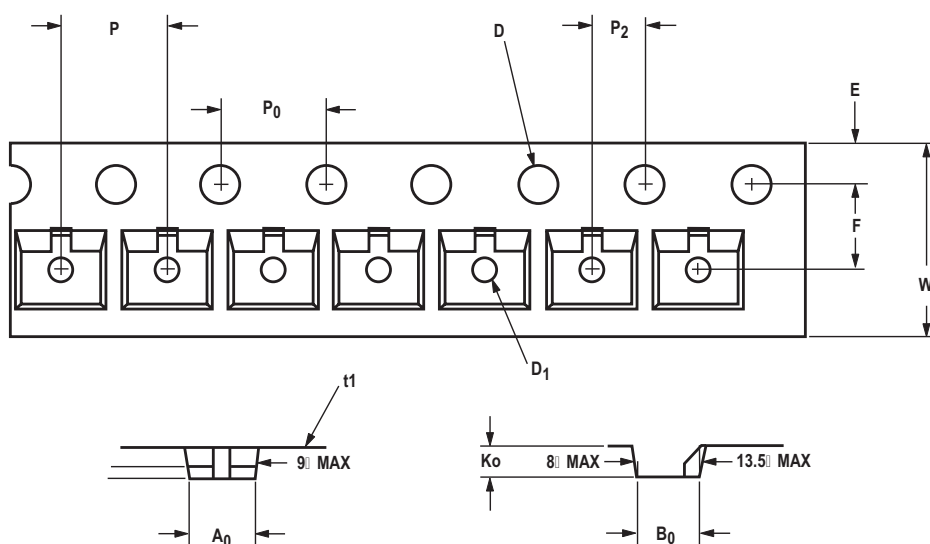 P
D
P2
P0
E
F
W
D1
t1
9▯ MAX
Ko
8▯ MAX
13.5▯ MAX
A0
B0